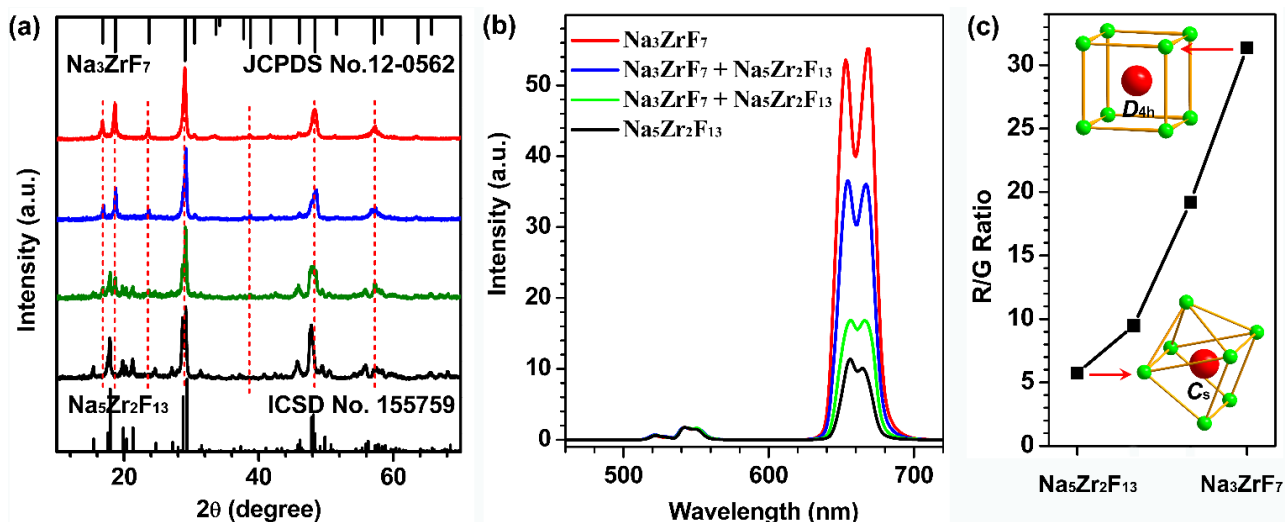 (a)
Na₃ZrF₇
JCPDS No.12-0562
Na₅Zr₂F₁₃
ICSD No. 155759
Intensity (a.u.)
20
40
60
2θ (degree)
(b)
Na₃ZrF₇
Na₃ZrF₇ + Na₅Zr₂F₁₃
Na₃ZrF₇ + Na₅Zr₂F₁₃
Na₅Zr₂F₁₃
Intensity (a.u.)
50
40
30
20
10
0
500
600
700
Wavelength (nm)
(c)
R/G Ratio
30
25
20
15
10
5
0
D₄ₕ
Cₛ
Na₅Zr₂F₁₃
Na₃ZrF₇